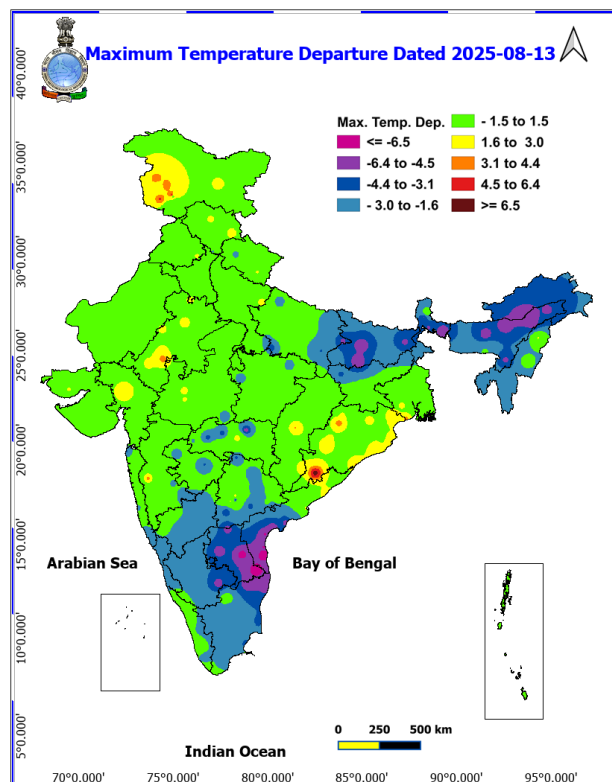 Maximum Temperature Departure Dated 2025-08-13
Max. Temp. Dep.
<= -6.5
-6.4 to -4.5
-4.4 to -3.1
- 3.0 to -1.6
- 1.5 to 1.5
1.6 to 3.0
3.1 to 4.4
4.5 to 6.4
>= 6.5
40°0.000'
35°0.000'
30°0.000'
25°0.000'
20°0.000'
15°0.000'
10°0.000'
5°0.000'
Arabian Sea
Bay of Bengal
Indian Ocean
0 250 500 km
70°0.000' 75°0.000' 80°0.000' 85°0.000' 90°0.000' 95°0.000'